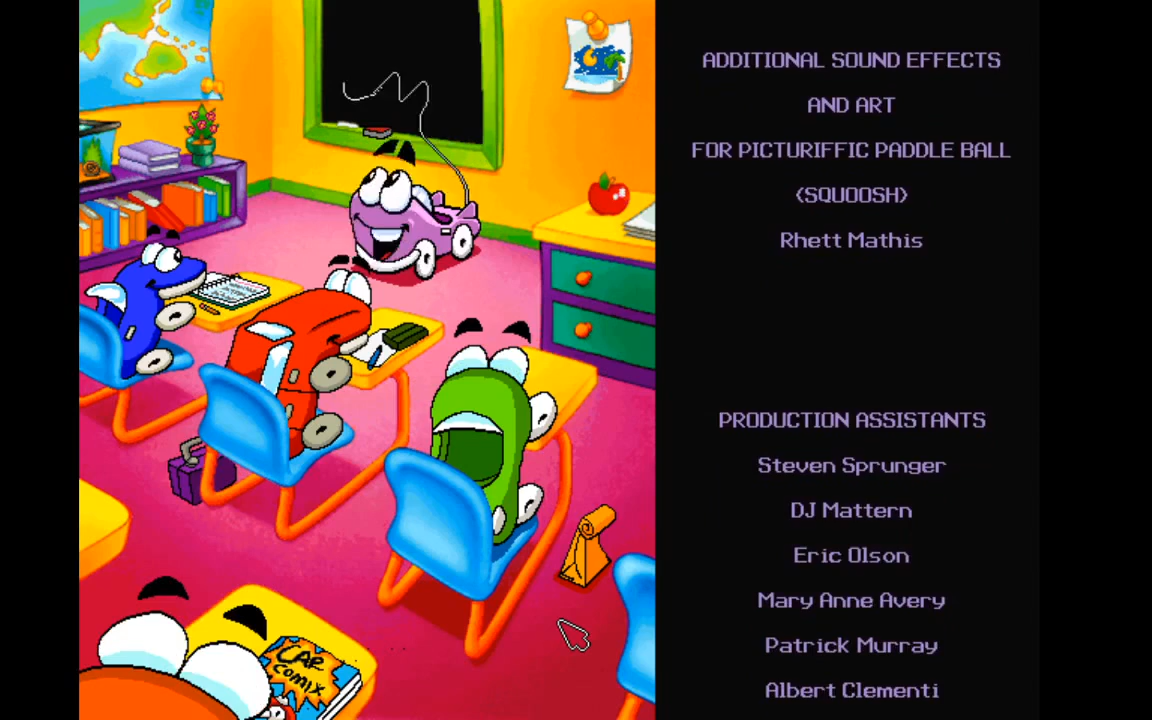 ADDITIONAL SOUND EFFECTS
AND ART
FOR PICTURIFFIC PADDLE BALL
(SQUOOSH)
Rhett Mathis
PRODUCTION ASSISTANTS
Steven Sprunger
DJ Mattern
Eric Olson
Mary Anne Avery
Patrick Murray
Albert Clementi
CAR
COMIX